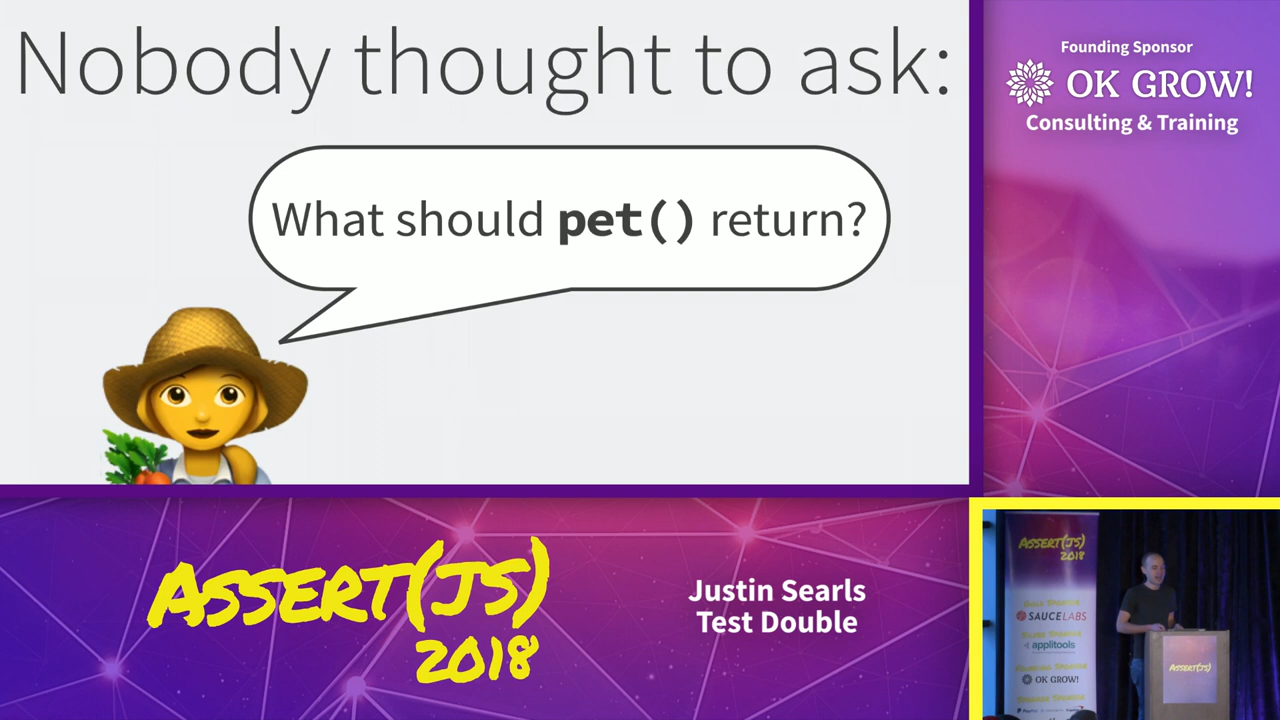 Nobody thought to ask:
What should pet() return?
Founding Sponsor
OK GROW!
Consulting & Training
ASSERT(JS)
2018
Justin Searls
Test Double
ASSERT(JS)
2018
SAUCELABS
applitools
OK GROW!
ASSERT(JS)